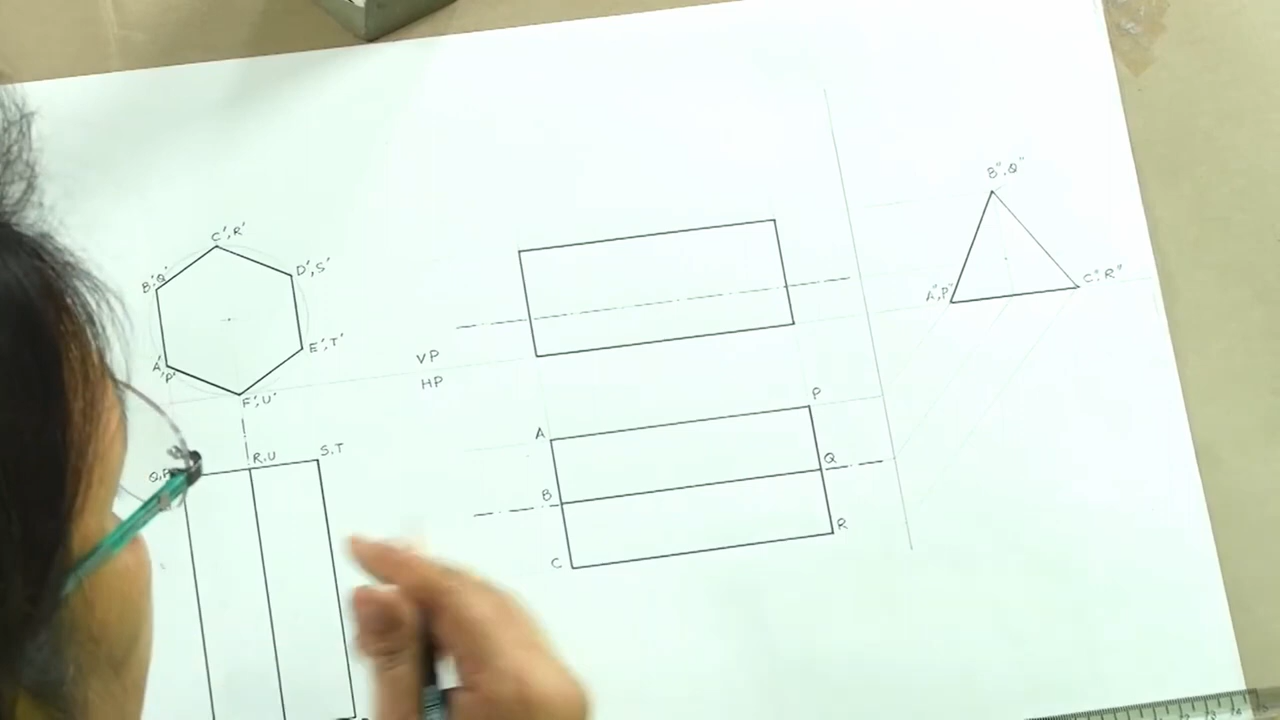 C',R'
B',Q'
D',S'
A',
P'
E',T'
F',U'
R.U
S.T
VP
HP
A
P
B
Q
C
R
B",Q"
A",P"
C",R"